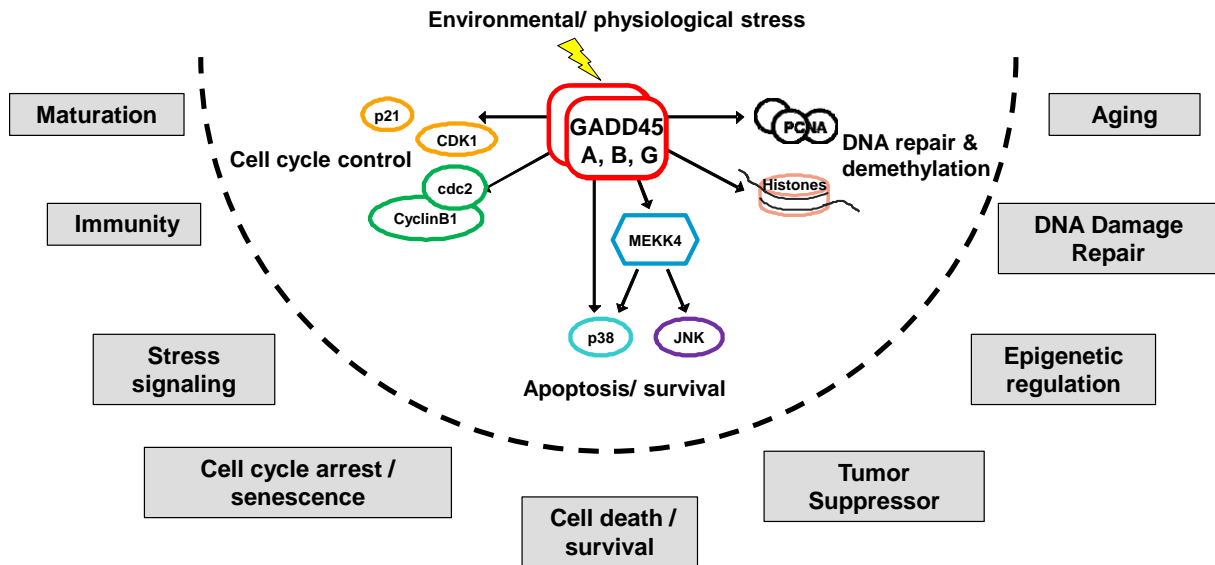 Environmental/ physiological stress
Maturation
p21
CDK1
GADD45
A, B, G
PCNA
Aging
Cell cycle control
DNA repair &
demethylation
cdc2
CyclinB1
Histones
Immunity
MEKK4
DNA Damage
Repair
p38
JNK
Stress
signaling
Apoptosis/ survival
Epigenetic
regulation
Cell cycle arrest /
senescence
Tumor
Suppressor
Cell death /
survival